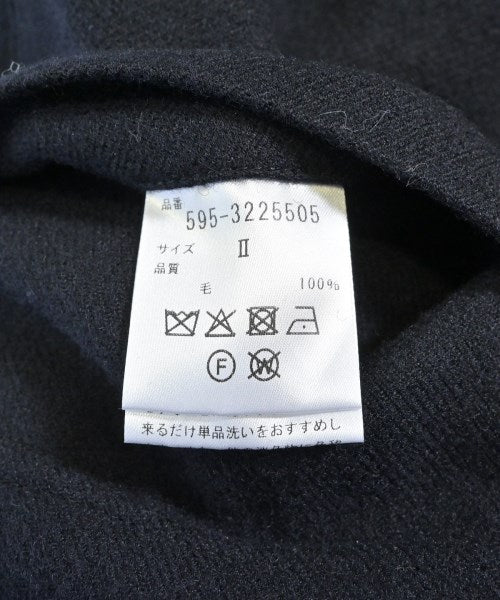 品番
595-3225505
サイズ Ⅱ
品質
毛 100%
F W
来るだけ単品洗いをおすすめし